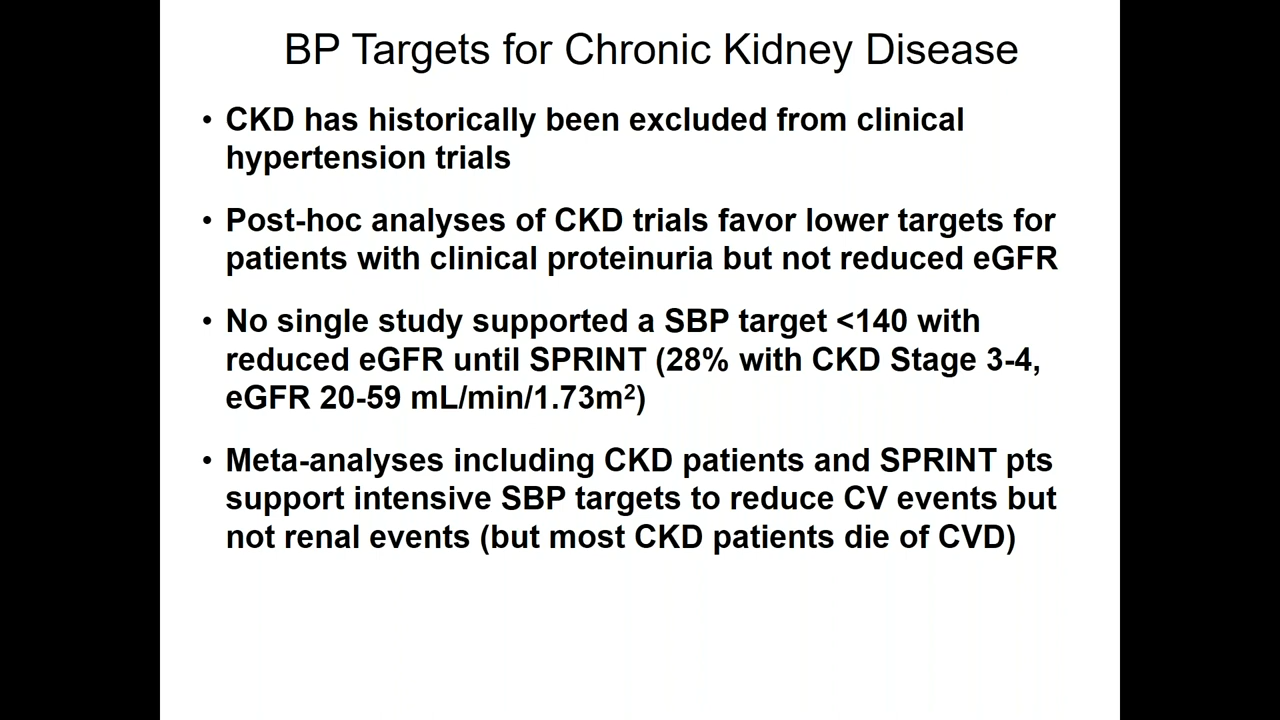 BP Targets for Chronic Kidney Disease
• CKD has historically been excluded from clinical
hypertension trials
• Post-hoc analyses of CKD trials favor lower targets for
patients with clinical proteinuria but not reduced eGFR
• No single study supported a SBP target <140 with
reduced eGFR until SPRINT (28% with CKD Stage 3-4,
eGFR 20-59 mL/min/1.73m²)
• Meta-analyses including CKD patients and SPRINT pts
support intensive SBP targets to reduce CV events but
not renal events (but most CKD patients die of CVD)